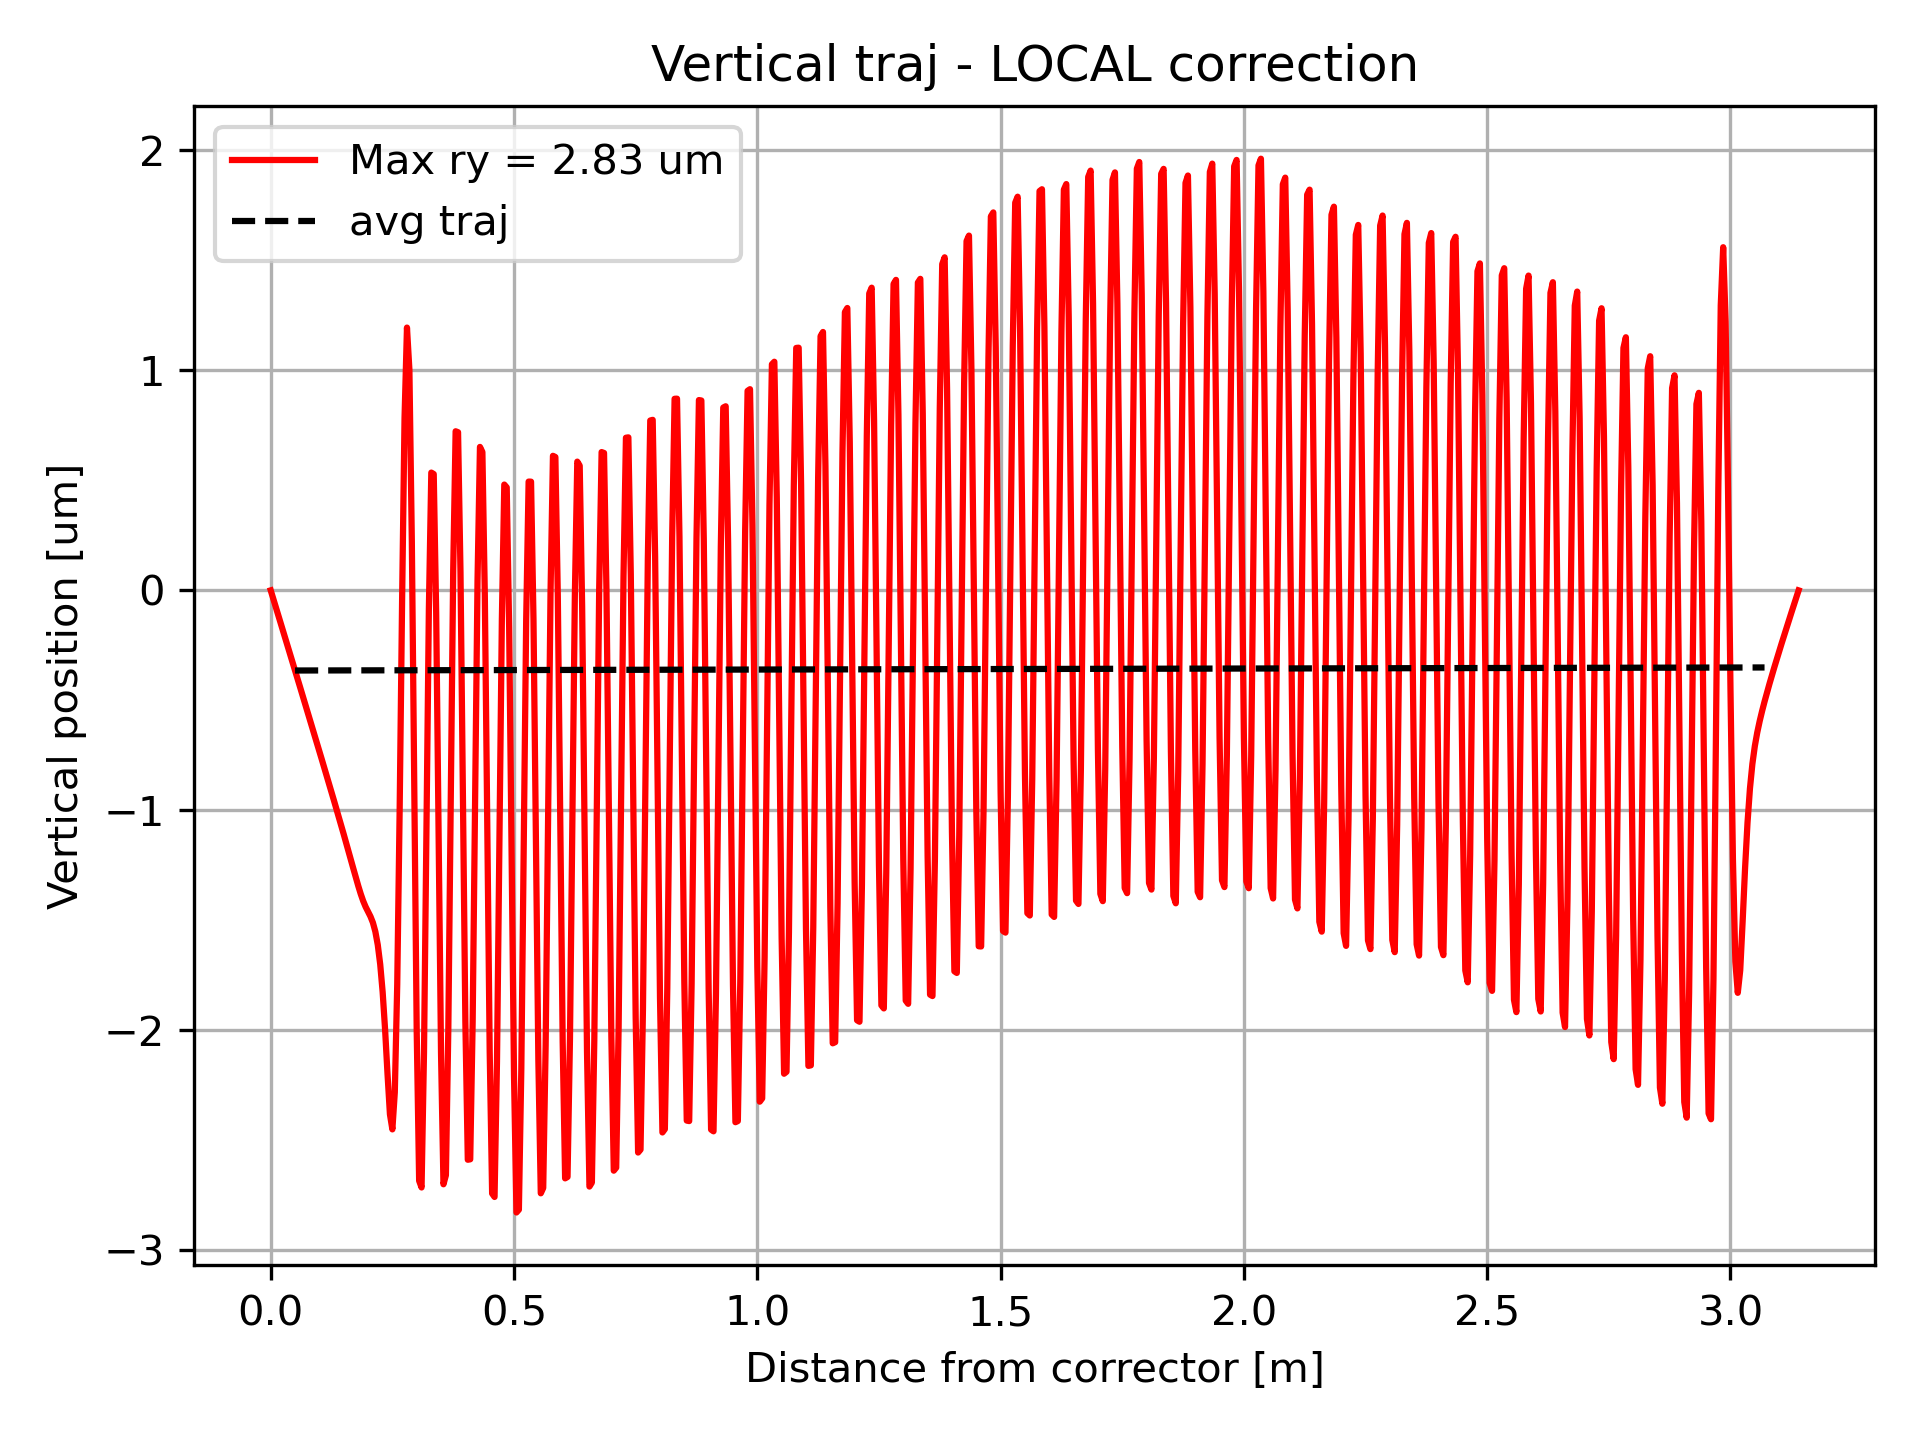 Vertical traj - LOCAL correction
Max ry = 2.83 um
avg traj
Vertical position [um]
2
1
0
−1
−2
−3
0.0 0.5 1.0 1.5 2.0 2.5 3.0
Distance from corrector [m]